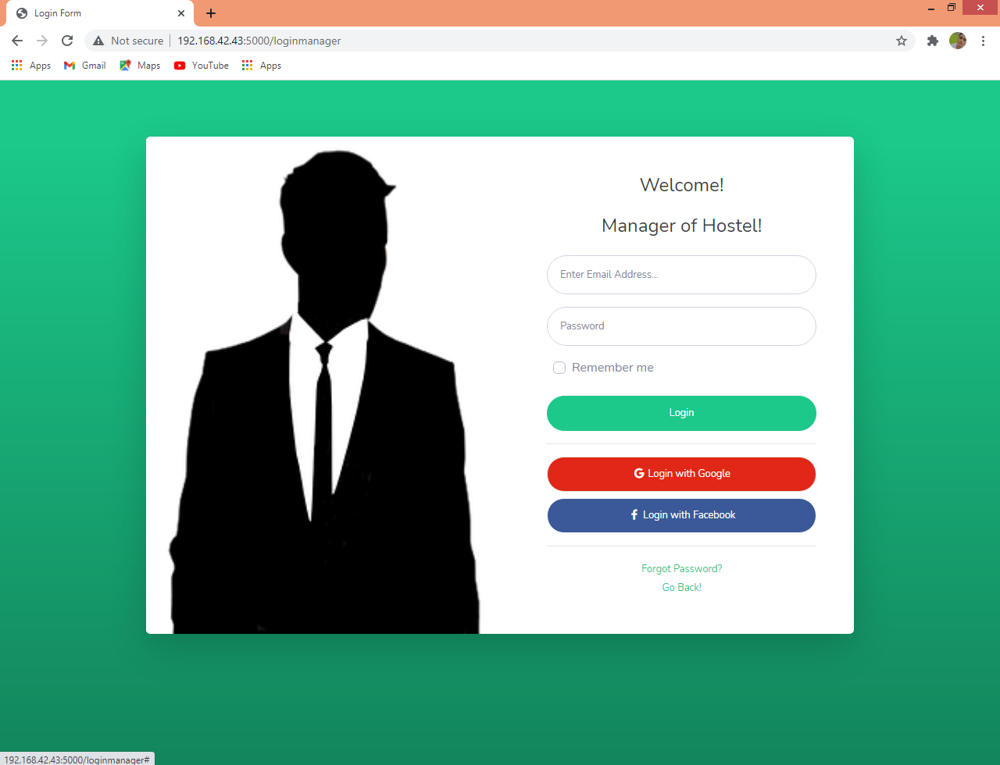 Login Form
Not secure
192.168.42.43:5000/loginmanager
Apps
Gmail
Maps
YouTube
Apps
Welcome!
Manager of Hostel!
Enter Email Address...
Password
Remember me
Login
Login with Google
Login with Facebook
Forgot Password?
Go Back!
192.168.42.43:5000/loginmanager#